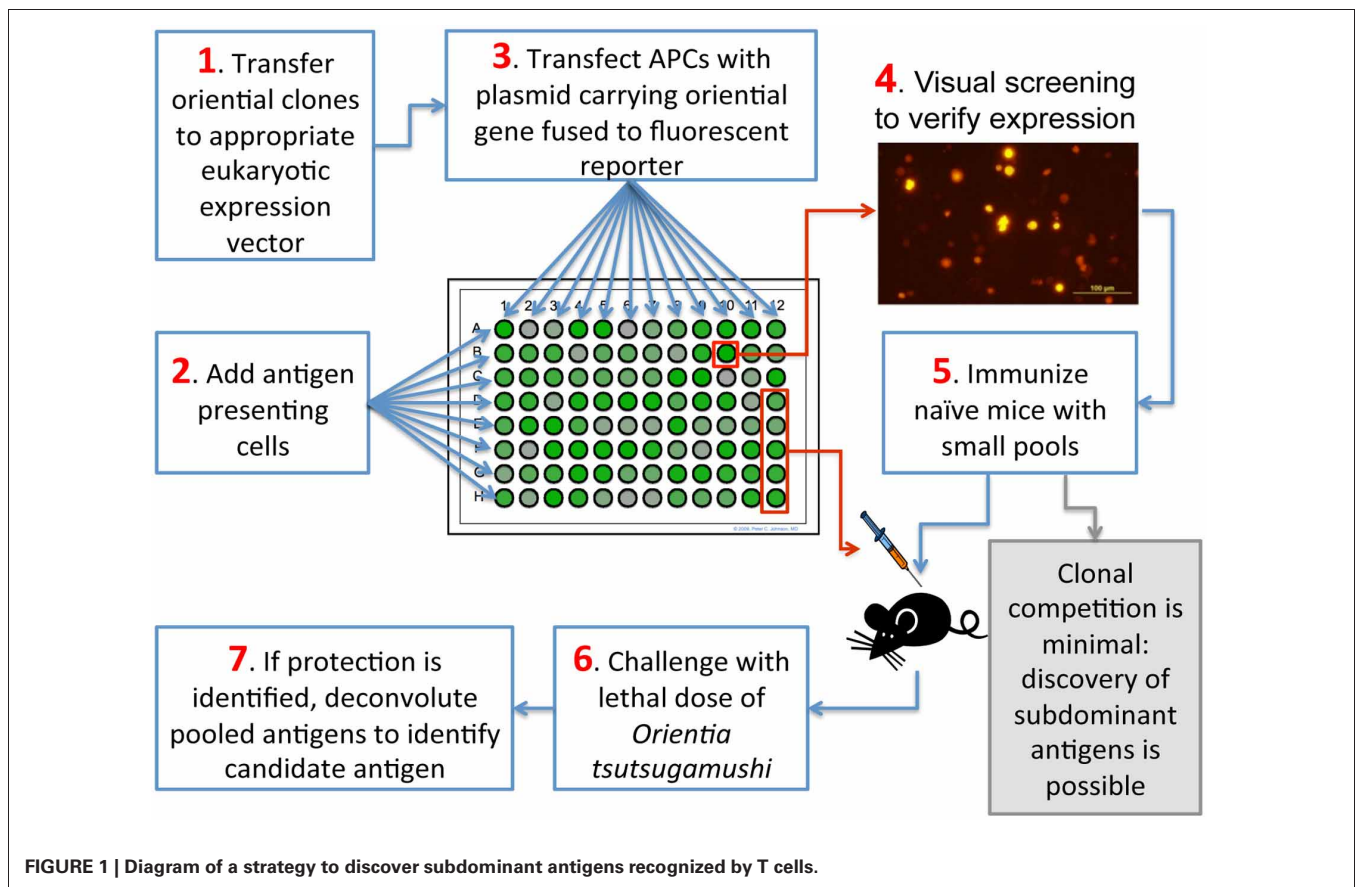 1. Transfer
oriential clones
to appropriate
eukaryotic
expression
vector
3. Transfect APCs with
plasmid carrying oriential
gene fused to fluorescent
reporter
4. Visual screening
to verify expression
100 µm
2. Add antigen
presenting
cells
1 2 3 4 5 6 7 8 9 10 11 12
A
B
C
D
E
F
G
H
© 2009, Peter C. Johnson, MD
5. Immunize
naïve mice with
small pools
Clonal
competition is
minimal:
discovery of
subdominant
antigens is
possible
6. Challenge with
lethal dose of
Orientia
tsutsugamushi
7. If protection is
identified, deconvolute
pooled antigens to identify
candidate antigen
FIGURE 1 | Diagram of a strategy to discover subdominant antigens recognized by T cells.